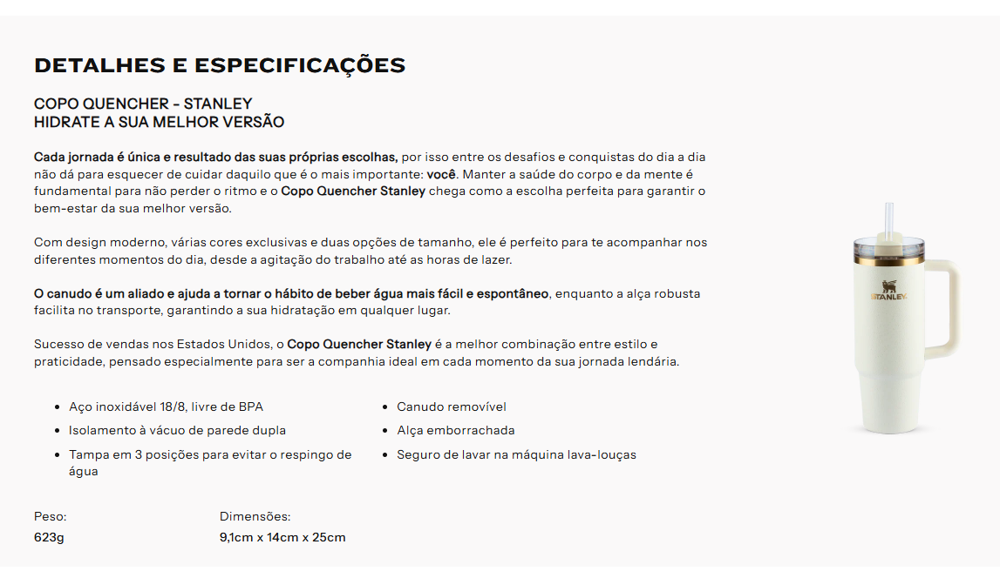 DETALHES E ESPECIFICAÇÕES
COPO QUENCHER - STANLEY
HIDRATE A SUA MELHOR VERSÃO
Cada jornada é única e resultado das suas próprias escolhas, por isso entre os desafios e conquistas do dia a dia
não dá para esquecer de cuidar daquilo que é o mais importante: você. Manter a saúde do corpo e da mente é
fundamental para não perder o ritmo e o Copo Quencher Stanley chega como a escolha perfeita para garantir o
bem-estar da sua melhor versão.
Com design moderno, várias cores exclusivas e duas opções de tamanho, ele é perfeito para te acompanhar nos
diferentes momentos do dia, desde a agitação do trabalho até as horas de lazer.
O canudo é um aliado e ajuda a tornar o hábito de beber água mais fácil e espontâneo, enquanto a alça robusta
facilita no transporte, garantindo a sua hidratação em qualquer lugar.
Sucesso de vendas nos Estados Unidos, o Copo Quencher Stanley é a melhor combinação entre estilo e
praticidade, pensado especialmente para ser a companhia ideal em cada momento da sua jornada lendária.
• Aço inoxidável 18/8, livre de BPA
• Isolamento à vácuo de parede dupla
• Tampa em 3 posições para evitar o respingo de
água
• Canudo removível
• Alça emborrachada
• Seguro de lavar na máquina lava-louças
Peso:
623g
Dimensões:
9,1cm x 14cm x 25cm
STANLEY